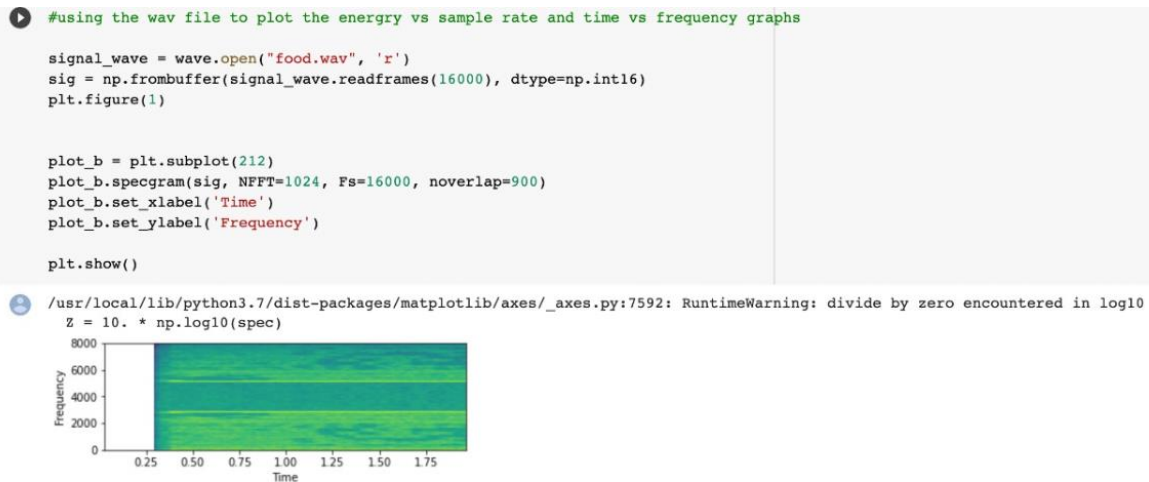 #using the wav file to plot the energry vs sample rate and time vs frequency graphs
signal_wave = wave.open("food.wav", 'r')
sig = np.frombuffer(signal_wave.readframes(16000), dtype=np.int16)
plt.figure(1)
plot_b = plt.subplot(212)
plot_b.specgram(sig, NFFT=1024, Fs=16000, noverlap=900)
plot_b.set_xlabel('Time')
plot_b.set_ylabel('Frequency')
plt.show()
/usr/local/lib/python3.7/dist-packages/matplotlib/axes/_axes.py:7592: RuntimeWarning: divide by zero encountered in log10
Z = 10. * np.log10(spec)
8000
6000
4000
2000
0
Frequency
0.25 0.50 0.75 1.00 1.25 1.50 1.75
Time